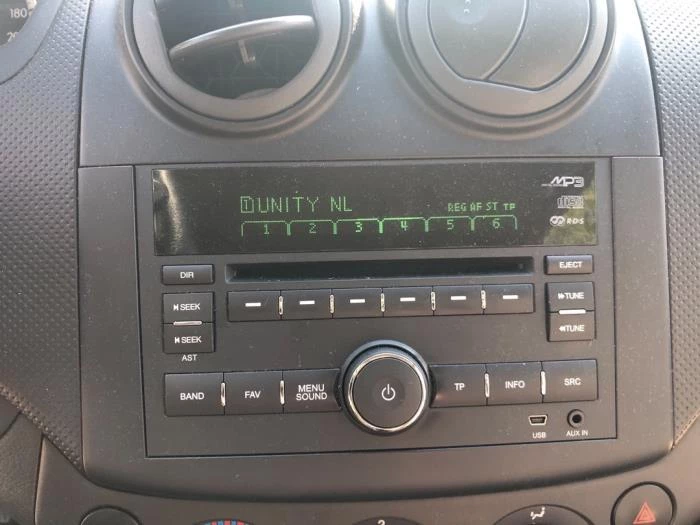 180
MP3
UNITY NL
REG AF ST TP
1 2 3 4 5 6
R·D·S
DIR
EJECT
SEEK
TUNE
SEEK
TUNE
AST
BAND
FAV
MENU
SOUND
TP
INFO
SRC
USB
AUX IN